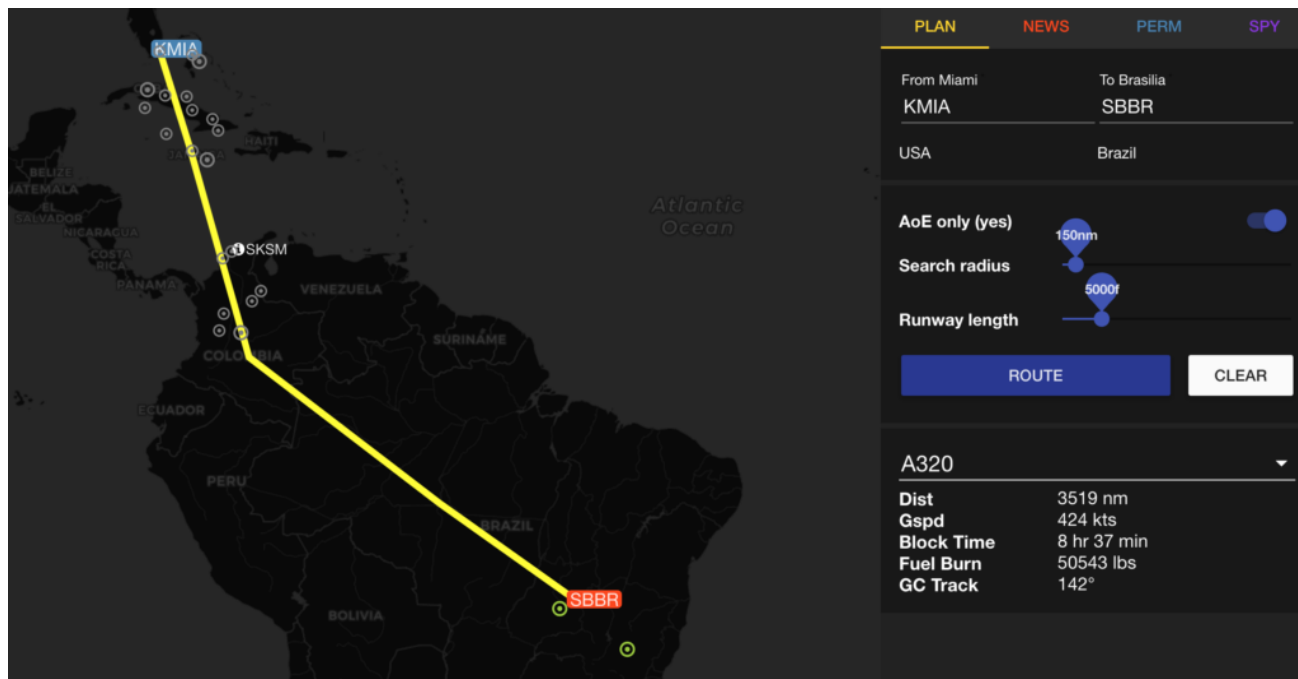 KMIA
HAITI
JAMAICA
BELIZE
GUATEMALA
EL
SALVADOR
NICARAGUA
COSTA
RICA
PANAMA
SKSM
VENEZUELA
SURINAME
COLOMBIA
ECUADOR
PERU
BRAZIL
BOLIVIA
SBBR
Atlantic
Ocean
PLAN NEWS PERM SPY
From Miami To Brasilia
KMIA SBBR
USA Brazil
AoE only (yes)
150nm
Search radius
5000f
Runway length
ROUTE CLEAR
A320
Dist 3519 nm
Gspd 424 kts
Block Time 8 hr 37 min
Fuel Burn 50543 lbs
GC Track 142°